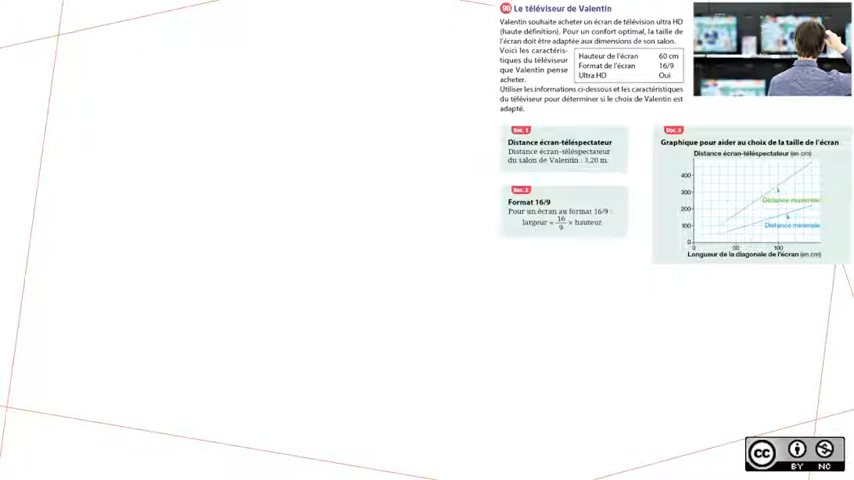 98 Le téléviseur de Valentin
Valentin souhaite acheter un écran de télévision ultra HD
(haute définition). Pour un confort optimal, la taille de
l'écran doit être adaptée aux dimensions de son salon.
Voici les caractéris-
tiques du téléviseur
que Valentin pense
acheter.
Hauteur de l'écran 60 cm
Format de l'écran 16/9
Ultra HD Oui
Utiliser les informations ci-dessous et les caractéristiques
du téléviseur pour déterminer si le choix de Valentin est
adapté.
Doc. 1
Distance écran-téléspectateur
Distance écran-téléspectateur
du salon de Valentin : 3,20 m.
Doc. 2
Format 16/9
Pour un écran au format 16/9 :
largeur = 16/9 × hauteur.
Doc. 3
Graphique pour aider au choix de la taille de l'écran
Distance écran-téléspectateur (en cm)
400
300
Distance maximale
200
Distance minimale
100
0
0 50 100
Longueur de la diagonale de l'écran (en cm)
CC
BY NC